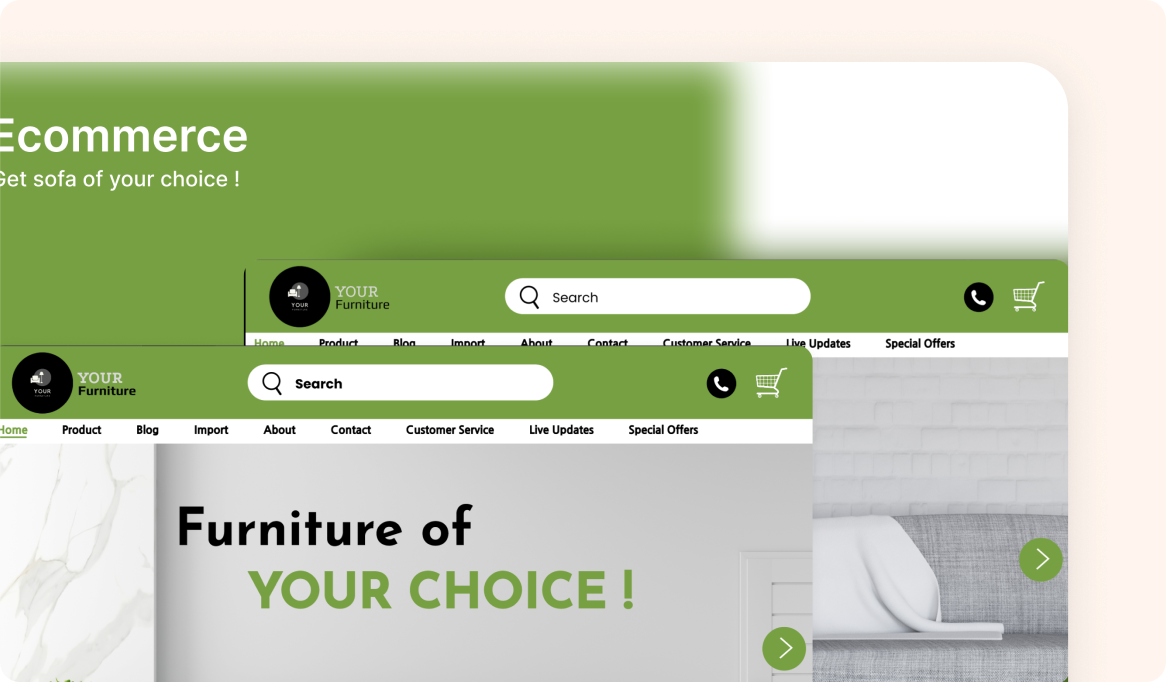 Ecommerce
Get sofa of your choice !
YOUR
YOUR
Furniture
Search
Home Product Blog Import About Contact Customer Service Live Updates Special Offers
YOUR
YOUR
Furniture
Search
Home Product Blog Import About Contact Customer Service Live Updates Special Offers
Furniture of
YOUR CHOICE !